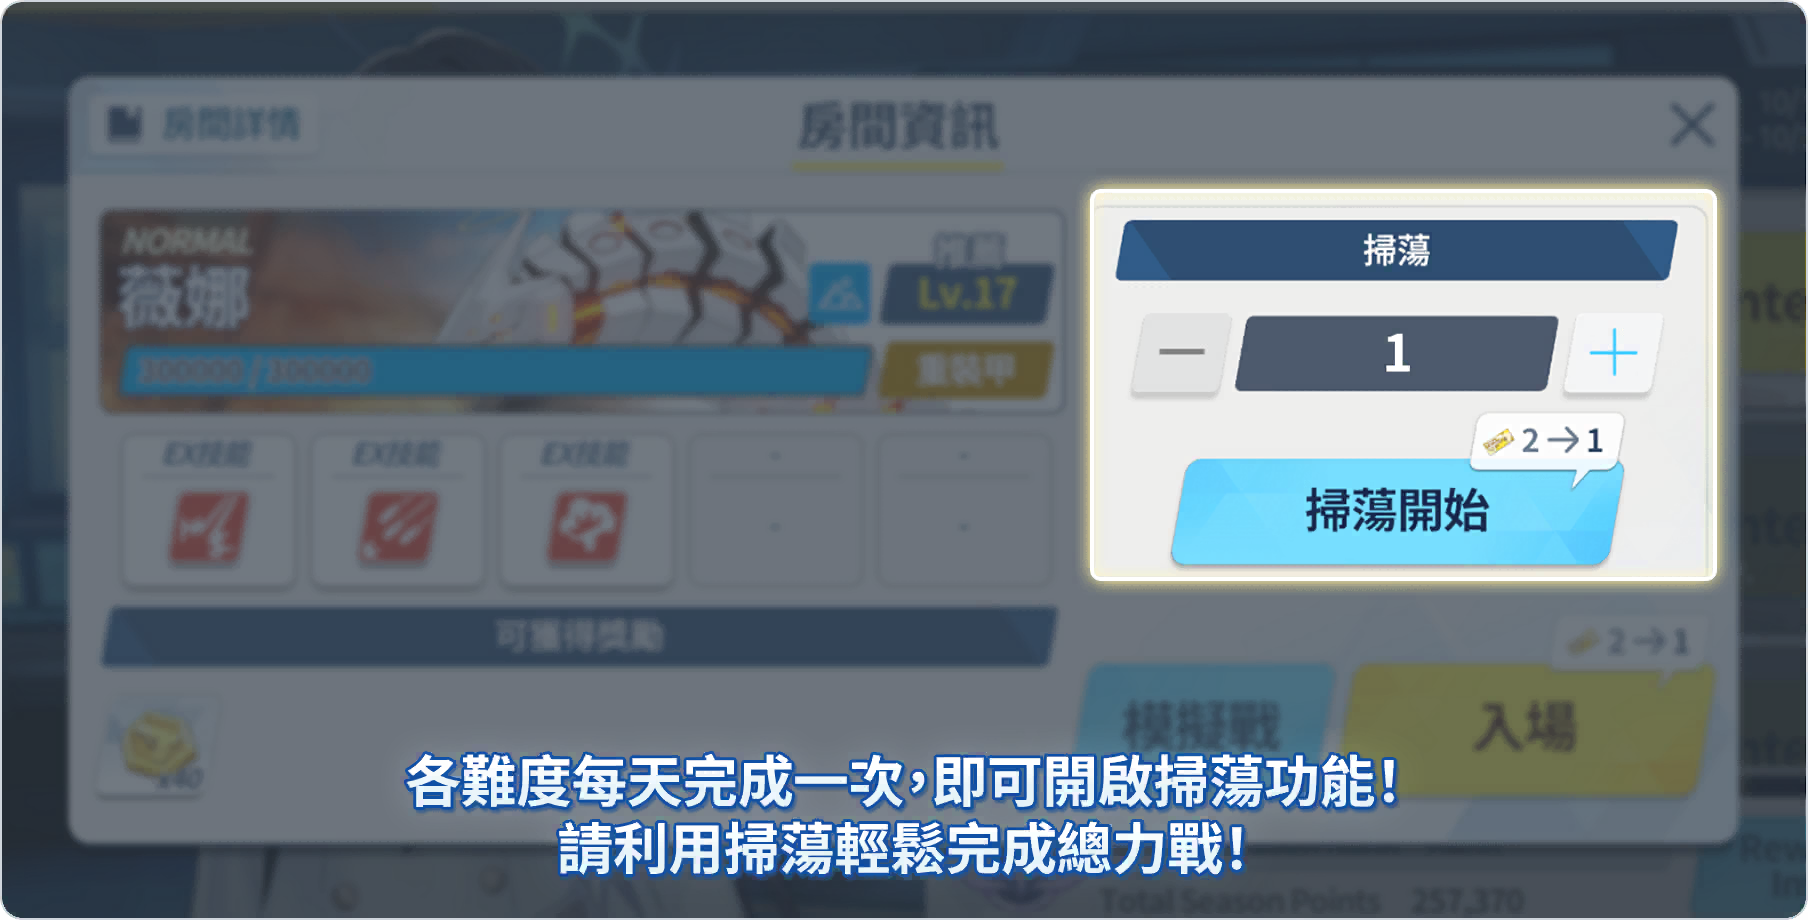 房間詳情
房間資訊
NORMAL
薇娜
推薦
Lv.17
300000 / 300000
重裝甲
EX技能
EX技能
EX技能
-
-
-
-
可獲得獎勵
x40
掃蕩
1
2→1
掃蕩開始
2→1
模擬戰
入場
各難度每天完成一次，即可開啟掃蕩功能！
請利用掃蕩輕鬆完成總力戰！
Total Season Points 257,370